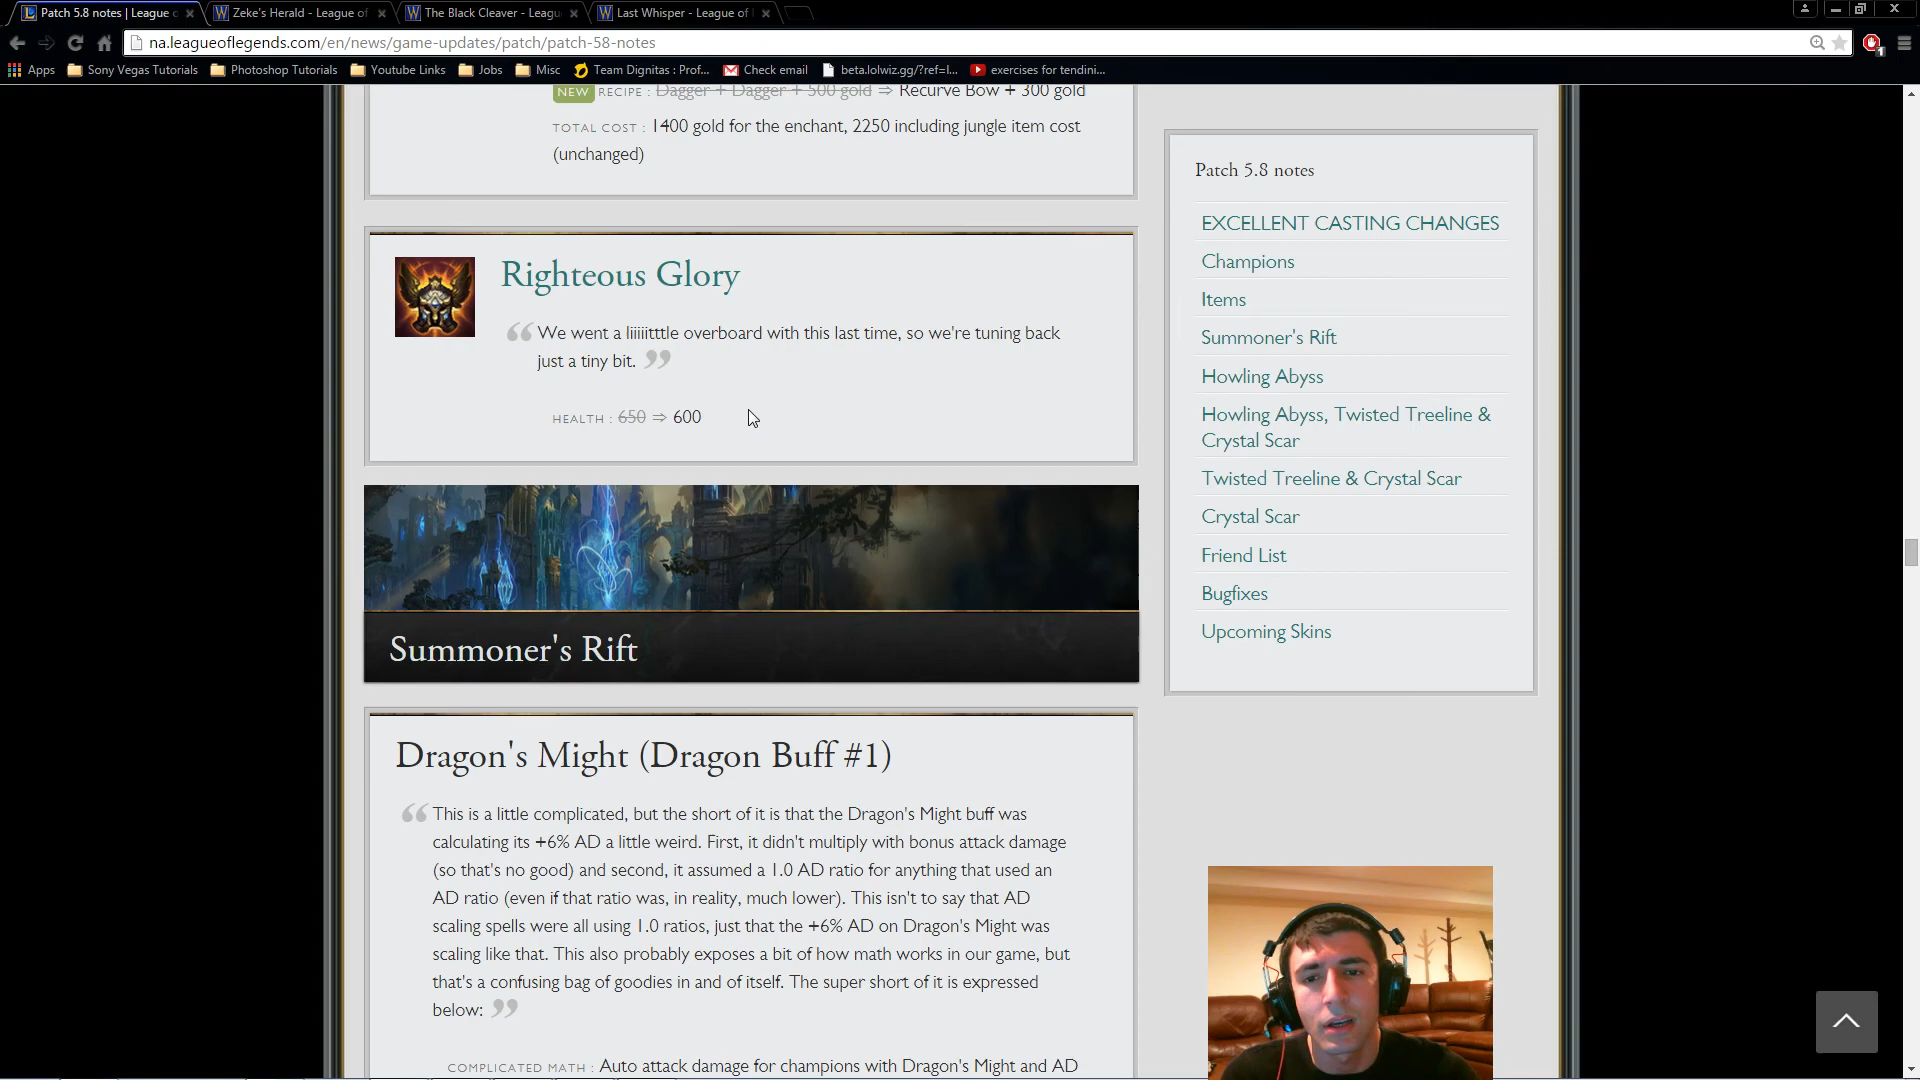 Patch 5.8 notes | League o
Zeke's Herald - League of
The Black Cleaver - Leagu
Last Whisper - League of
na.leagueoflegends.com/en/news/game-updates/patch/patch-58-notes
Apps
Sony Vegas Tutorials
Photoshop Tutorials
Youtube Links
Jobs
Misc
Team Dignitas : Prof...
Check email
beta.lolwiz.gg/?ref=l...
exercises for tendini...
NEW RECIPE : Dagger + Dagger + 500 gold ⇒ Recurve Bow + 300 gold
TOTAL COST : 1400 gold for the enchant, 2250 including jungle item cost
(unchanged)
Righteous Glory
“ We went a liiiiitttle overboard with this last time, so we're tuning back
just a tiny bit. ”
HEALTH : 650 ⇒ 600
Summoner's Rift
Dragon's Might (Dragon Buff #1)
“ This is a little complicated, but the short of it is that the Dragon's Might buff was
calculating its +6% AD a little weird. First, it didn't multiply with bonus attack damage
(so that's no good) and second, it assumed a 1.0 AD ratio for anything that used an
AD ratio (even if that ratio was, in reality, much lower). This isn't to say that AD
scaling spells were all using 1.0 ratios, just that the +6% AD on Dragon's Might was
scaling like that. This also probably exposes a bit of how math works in our game, but
that's a confusing bag of goodies in and of itself. The super short of it is expressed
below: ”
COMPLICATED MATH : Auto attack damage for champions with Dragon's Might and AD
Patch 5.8 notes
EXCELLENT CASTING CHANGES
Champions
Items
Summoner's Rift
Howling Abyss
Howling Abyss, Twisted Treeline &
Crystal Scar
Twisted Treeline & Crystal Scar
Crystal Scar
Friend List
Bugfixes
Upcoming Skins